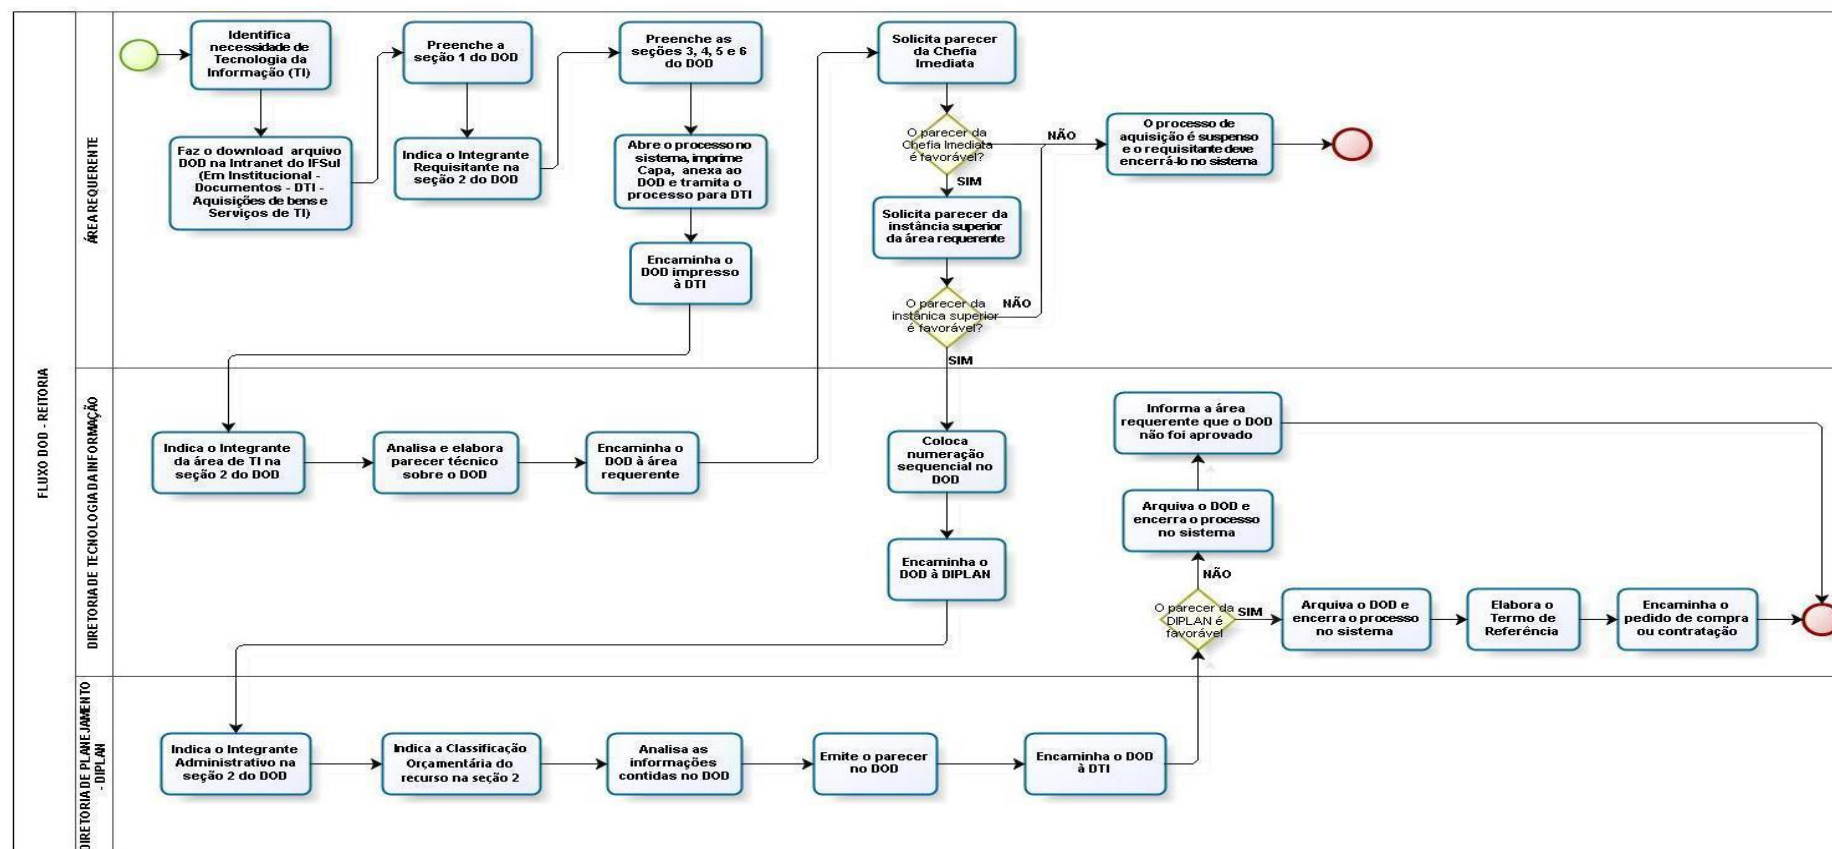 FLUXO DOD - REITORIA
ÁREA REQUERENTE
Identifica
necessidade de
Tecnologia da
Informação (TI)
Faz o download arquivo
DOD na Intranet do IFSul
(Em Institucional -
Documentos - DTI -
Aquisições de bens e
Serviços de TI)
Preenche a
seção 1 do DOD
Indica o Integrante
Requisitante na
seção 2 do DOD
Preenche as
seções 3, 4, 5 e 6
do DOD
Abre o processo no
sistema, imprime
Capa, anexa ao
DOD e tramita o
processo para DTI
Encaminha o
DOD impresso
à DTI
Solicita parecer
da Chefia
Imediata
O parecer da
Chefia Imediata
é favorável?
NÃO
O processo de
aquisição é suspenso
e o requisitante deve
encerrá-lo no sistema
SIM
Solicita parecer da
instância superior
da área requerente
O parecer da
instânica superior
é favorável?
NÃO
SIM
DIRETORIA DE TECNOLOGIA DA INFORMAÇÃO
Indica o Integrante
da área de TI na
seção 2 do DOD
Analisa e elabora
parecer técnico
sobre o DOD
Encaminha o
DOD à área
requerente
Coloca
numeração
sequencial no
DOD
Encaminha o
DOD à DIPLAN
Informa a área
requerente que o DOD
não foi aprovado
Arquiva o DOD e
encerra o processo
no sistema
NÃO
O parecer da
DIPLAN é
favorável
SIM
Arquiva o DOD e
encerra o processo
no sistema
Elabora o
Termo de
Referência
Encaminha o
pedido de compra
ou contratação
DIRETORIA DE PLANEJAMENTO
- DIPLAN
Indica o Integrante
Administrativo na
seção 2 do DOD
Indica a Classificação
Orçamentária do
recurso na seção 2
Analisa as
informações
contidas no DOD
Emite o parecer
no DOD
Encaminha o DOD
à DTI